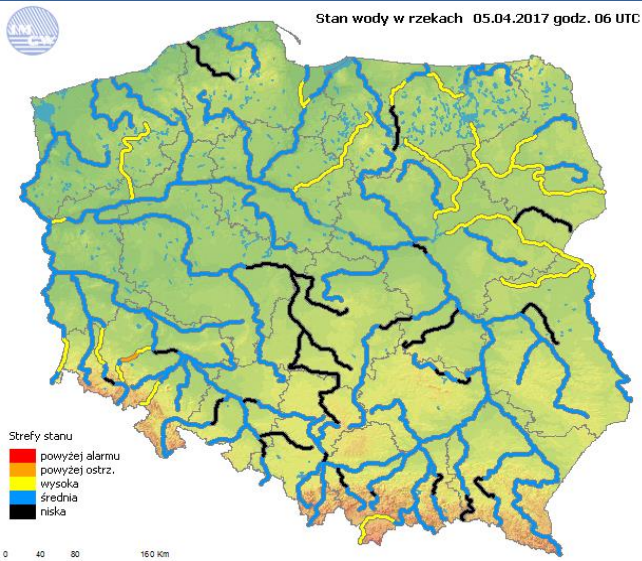 Stan wody w rzekach 05.04.2017 godz. 06 UTC
Strefy stanu
powyżej alarmu
powyżej ostrz.
wysoka
średnia
niska
0 40 80 160 Km